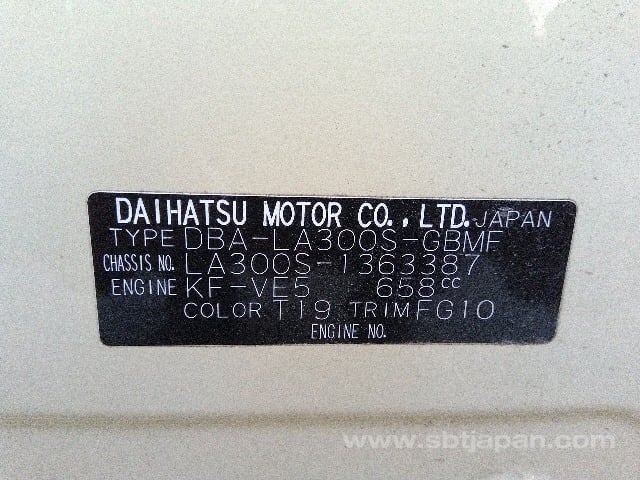 DAIHATSU MOTOR CO., LTD. JAPAN
TYPE DBA-LA300S-GBMF
CHASSIS NO. LA300S-1363387
ENGINE KF-VE5 658cc
COLOR T19 TRIM FG10
ENGINE NO.
www.sbtjapan.com